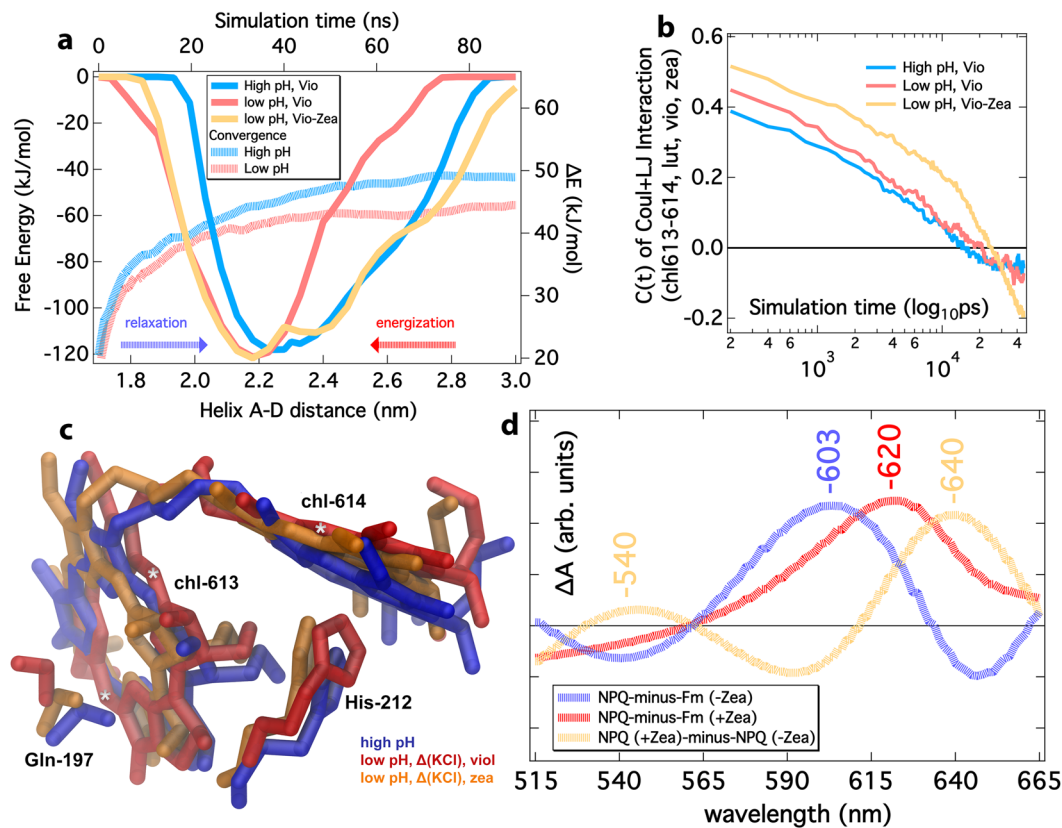 a
Simulation time (ns)
0 20 40 60 80
Free Energy (kJ/mol)
0
-20
-40
-60
-80
-100
-120
High pH, Vio
low pH, Vio
low pH, Vio-Zea
Convergence
High pH
Low pH
relaxation
energization
60
50
40
30
20
ΔE (kJ/mol)
1.8 2.0 2.2 2.4 2.6 2.8 3.0
Helix A-D distance (nm)
b
C(t) of Coul+LJ Interaction
(chl613-614, lut, vio, zea)
0.6
0.4
0.2
0.0
-0.2
High pH, Vio
Low pH, Vio
Low pH, Vio-Zea
Simulation time (log10ps)
2 4 6 8 2 4 6 8 2 4
10^3 10^4
c
chl-614
chl-613
*
*
*
His-212
Gln-197
high pH
low pH, Δ(KCl), viol
low pH, Δ(KCl), zea
d
ΔA (arb. units)
-540
-603
-620
-640
NPQ-minus-Fm (-Zea)
NPQ-minus-Fm (+Zea)
NPQ (+Zea)-minus-NPQ (-Zea)
515 540 565 590 615 640 665
wavelength (nm)